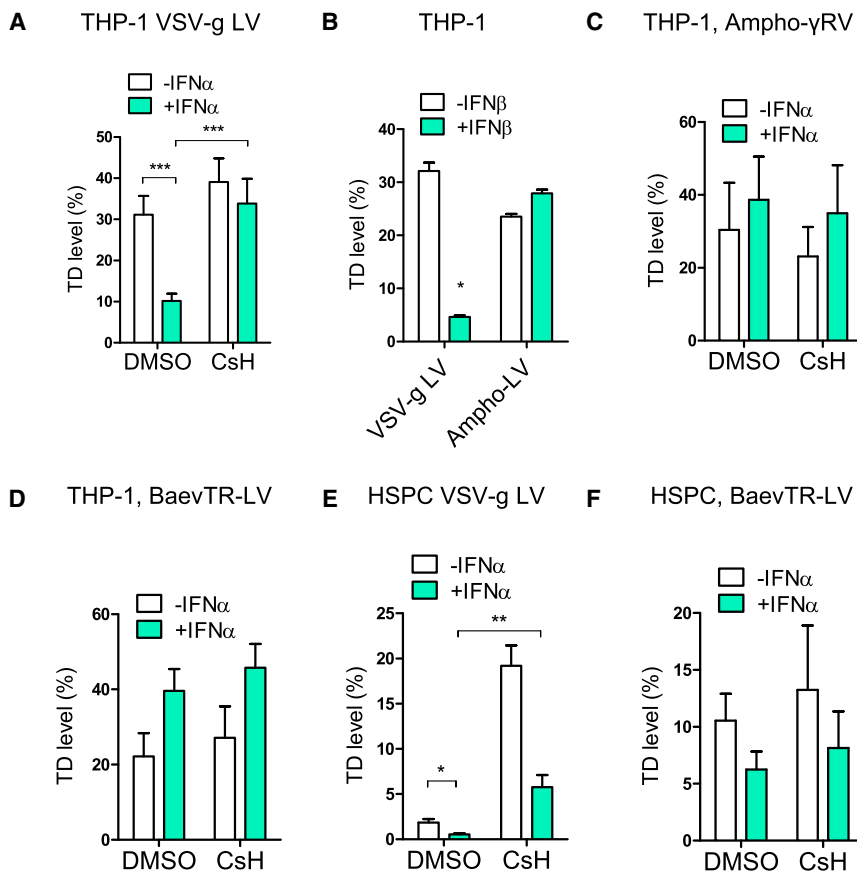 A THP-1 VSV-g LV
-IFNα
+IFNα
***
***
TD level (%)
50
40
30
20
10
0
DMSO CsH
B THP-1
-IFNβ
+IFNβ
TD level (%)
40
30
20
10
0
*
VSV-g LV
Ampho-LV
C THP-1, Ampho-γRV
-IFNα
+IFNα
TD level (%)
60
40
20
0
DMSO CsH
D THP-1, BaevTR-LV
-IFNα
+IFNα
TD level (%)
60
40
20
0
DMSO CsH
E HSPC VSV-g LV
-IFNα
+IFNα
**
*
TD level (%)
25
20
15
10
5
0
DMSO CsH
F HSPC, BaevTR-LV
-IFNα
+IFNα
TD level (%)
20
15
10
5
0
DMSO CsH